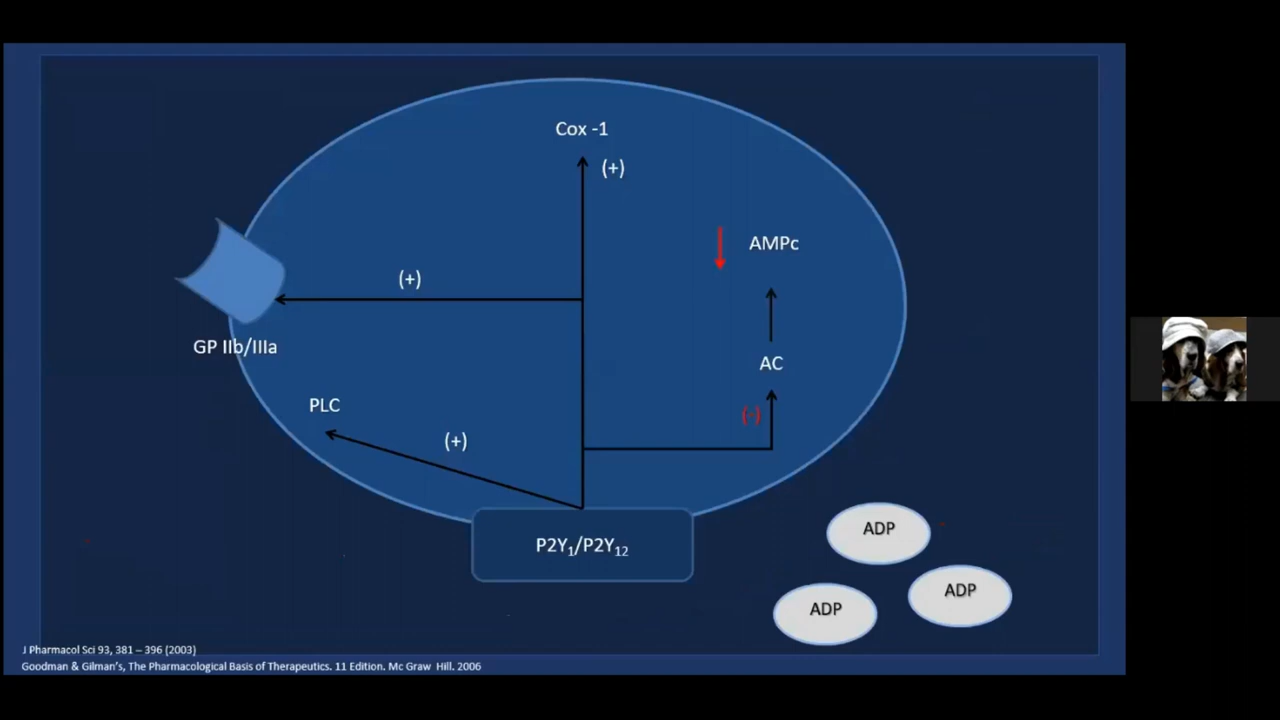 Cox -1
(+)
AMPc
(+)
GP IIb/IIIa
AC
PLC
(-)
(+)
P2Y₁/P2Y₁₂
ADP
ADP
ADP
J Pharmacol Sci 93, 381 – 396 (2003)
Goodman & Gilman's, The Pharmacological Basis of Therapeutics. 11 Edition. Mc Graw Hill. 2006